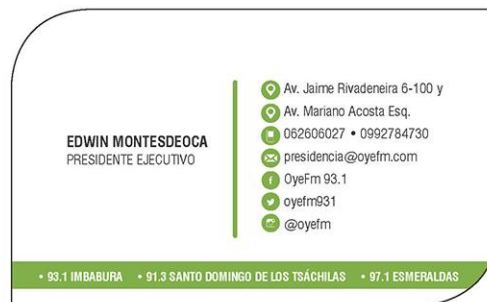 EDWIN MONTESDEOCA
PRESIDENTE EJECUTIVO
Av. Jaime Rivadeneira 6-100 y
Av. Mariano Acosta Esq.
062606027 • 0992784730
presidencia@oyefm.com
OyeFm 93.1
oyefm931
@oyefm
• 93.1 IMBABURA • 91.3 SANTO DOMINGO DE LOS TSÁCHILAS • 97.1 ESMERALDAS